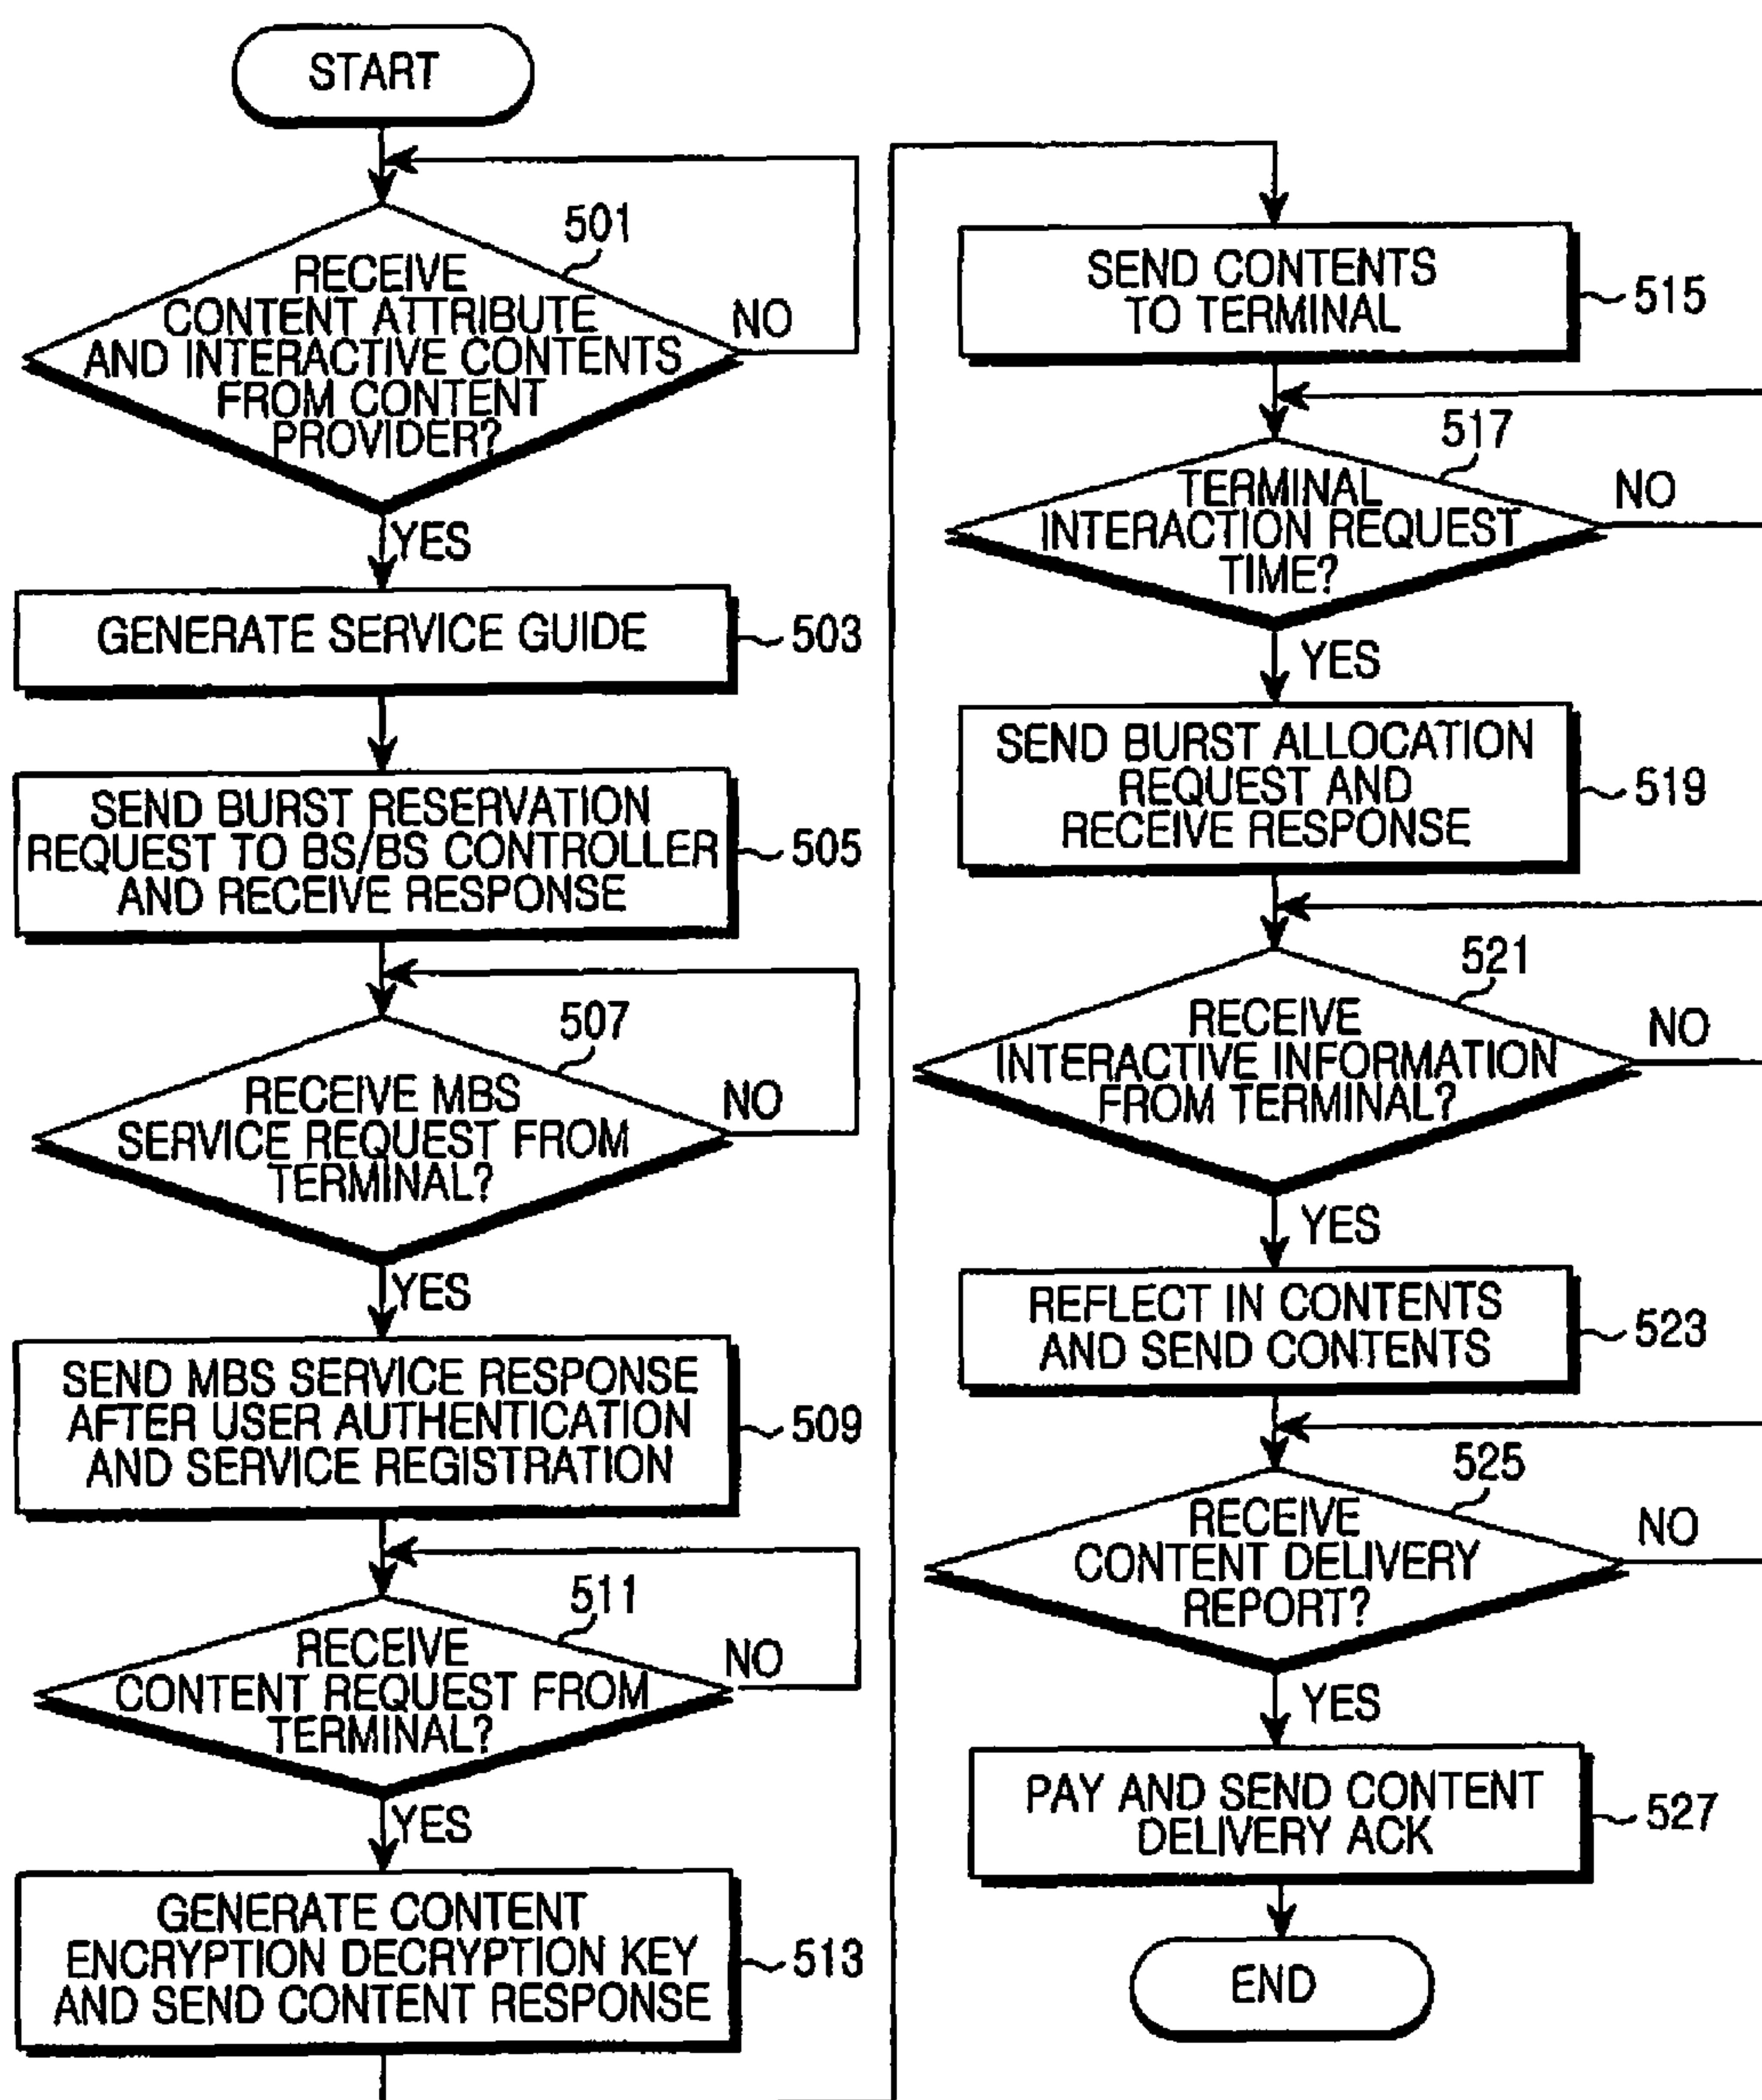 START
501
RECEIVE
CONTENT ATTRIBUTE
AND INTERACTIVE CONTENTS
FROM CONTENT
PROVIDER?
NO
YES
GENERATE SERVICE GUIDE
503
SEND BURST RESERVATION
REQUEST TO BS/BS CONTROLLER
AND RECEIVE RESPONSE
505
507
RECEIVE MBS
SERVICE REQUEST FROM
TERMINAL?
NO
YES
SEND MBS SERVICE RESPONSE
AFTER USER AUTHENTICATION
AND SERVICE REGISTRATION
509
511
RECEIVE
CONTENT REQUEST FROM
TERMINAL?
NO
YES
GENERATE CONTENT
ENCRYPTION DECRYPTION KEY
AND SEND CONTENT RESPONSE
513
SEND CONTENTS
TO TERMINAL
515
517
TERMINAL
INTERACTION REQUEST
TIME?
NO
YES
SEND BURST ALLOCATION
REQUEST AND
RECEIVE RESPONSE
519
521
RECEIVE
INTERACTIVE INFORMATION
FROM TERMINAL?
NO
YES
REFLECT IN CONTENTS
AND SEND CONTENTS
523
525
RECEIVE
CONTENT DELIVERY
REPORT?
NO
YES
PAY AND SEND CONTENT
DELIVERY ACK
527
END